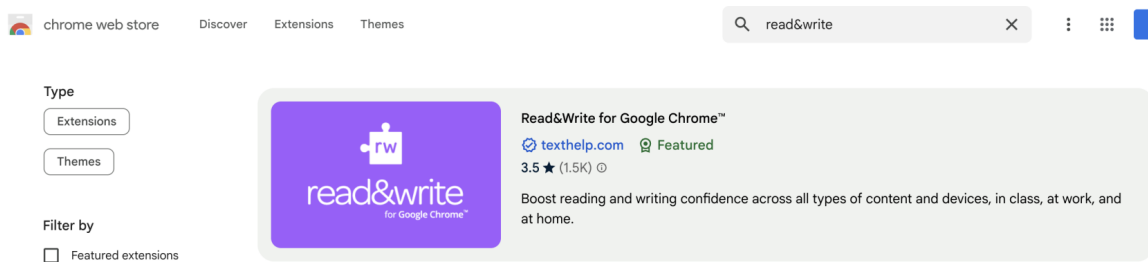 chrome web store
Discover
Extensions
Themes
read&write
Type
Extensions
Themes
Filter by
Featured extensions
rw
read&write
for Google Chrome™
Read&Write for Google Chrome™
texthelp.com Featured
3.5 ★ (1.5K)
Boost reading and writing confidence across all types of content and devices, in class, at work, and
at home.